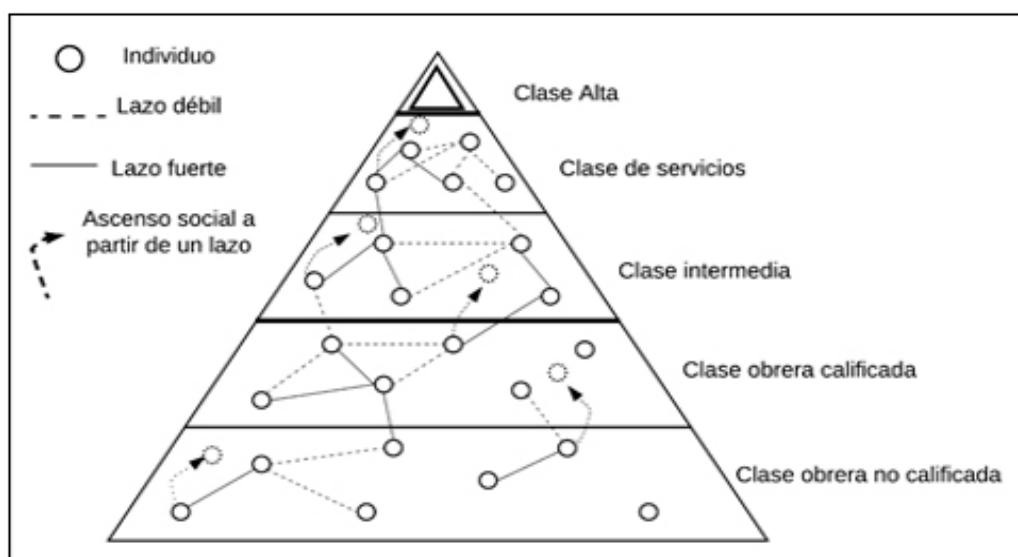 Individuo
Lazo débil
Lazo fuerte
Ascenso social a
partir de un lazo
Clase Alta
Clase de servicios
Clase intermedia
Clase obrera calificada
Clase obrera no calificada